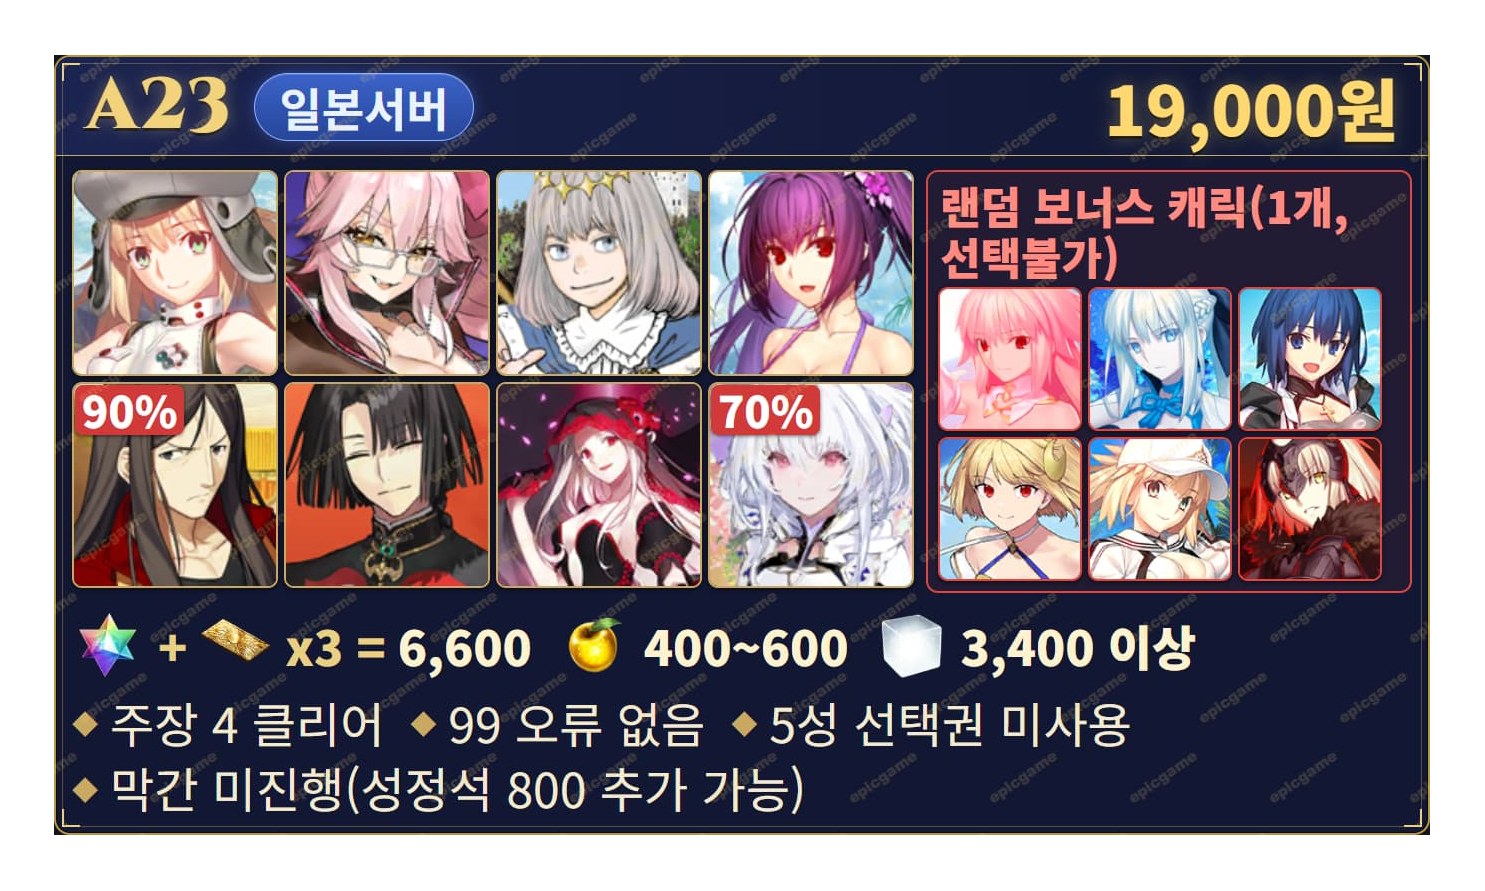 A23 일본서버 19,000원
랜덤 보너스 캐릭(1개,
선택불가)
90% 70%
+ x3 = 6,600 400~600 3,400 이상
◆ 주장 4 클리어 ◆ 99 오류 없음 ◆ 5성 선택권 미사용
◆ 막간 미진행(성정석 800 추가 가능)
epicgame